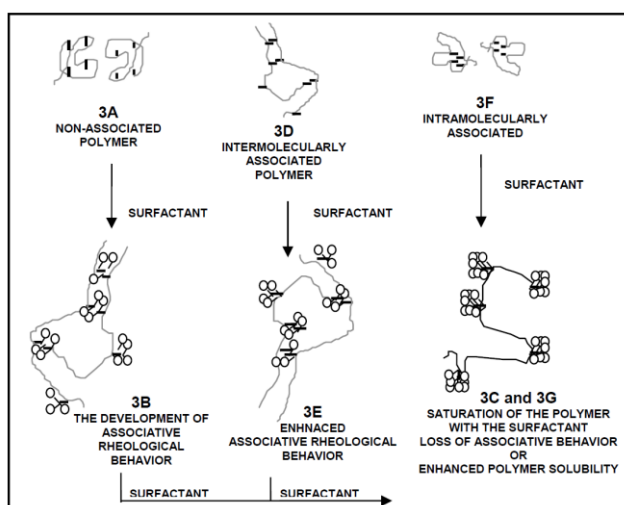 3A
NON-ASSOCIATED
POLYMER
3D
INTERMOLECULARLY
ASSOCIATED
POLYMER
3F
INTRAMOLECULARLY
ASSOCIATED
SURFACTANT
SURFACTANT
SURFACTANT
3B
THE DEVELOPMENT OF
ASSOCIATIVE
RHEOLOGICAL
BEHAVIOR
3E
ENHNACED
ASSOCIATIVE RHEOLOGICAL
BEHAVIOR
3C and 3G
SATURATION OF THE POLYMER
WITH THE SURFACTANT
LOSS OF ASSOCIATIVE BEHAVIOR
OR
ENHANCED POLYMER SOLUBILITY
SURFACTANT
SURFACTANT